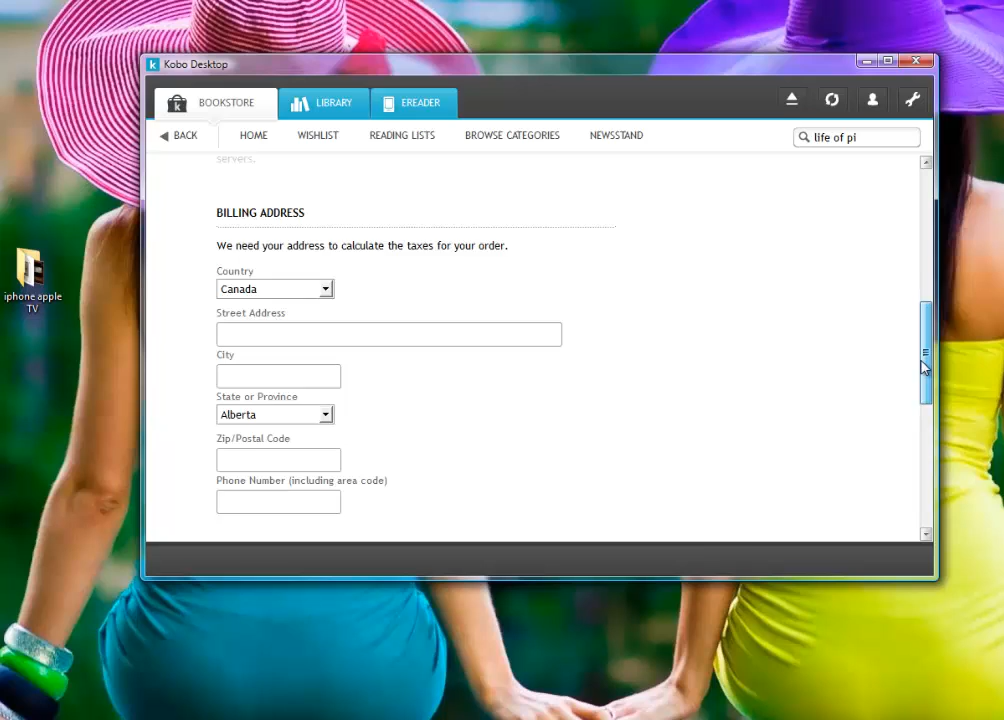 Kobo Desktop
BOOKSTORE
LIBRARY
EREADER
BACK
HOME
WISHLIST
READING LISTS
BROWSE CATEGORIES
NEWSSTAND
life of pi
servers.
BILLING ADDRESS
We need your address to calculate the taxes for your order.
Country
Canada
Street Address
City
State or Province
Alberta
Zip/Postal Code
Phone Number (including area code)
iphone apple
TV